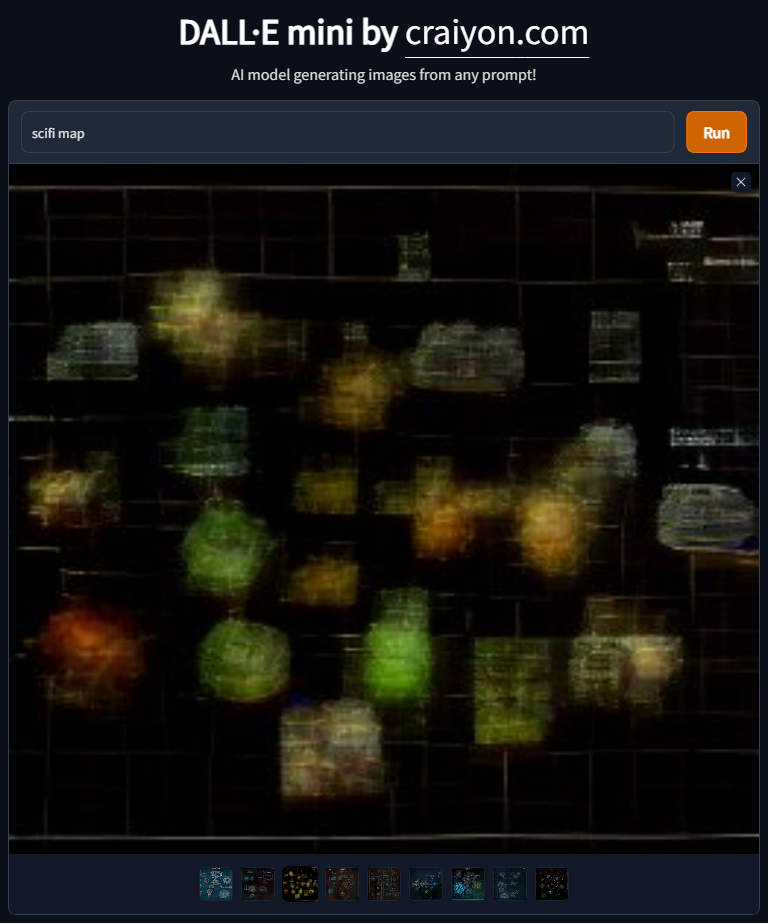 DALL·E mini by craiyon.com
AI model generating images from any prompt!
scifi map
Run